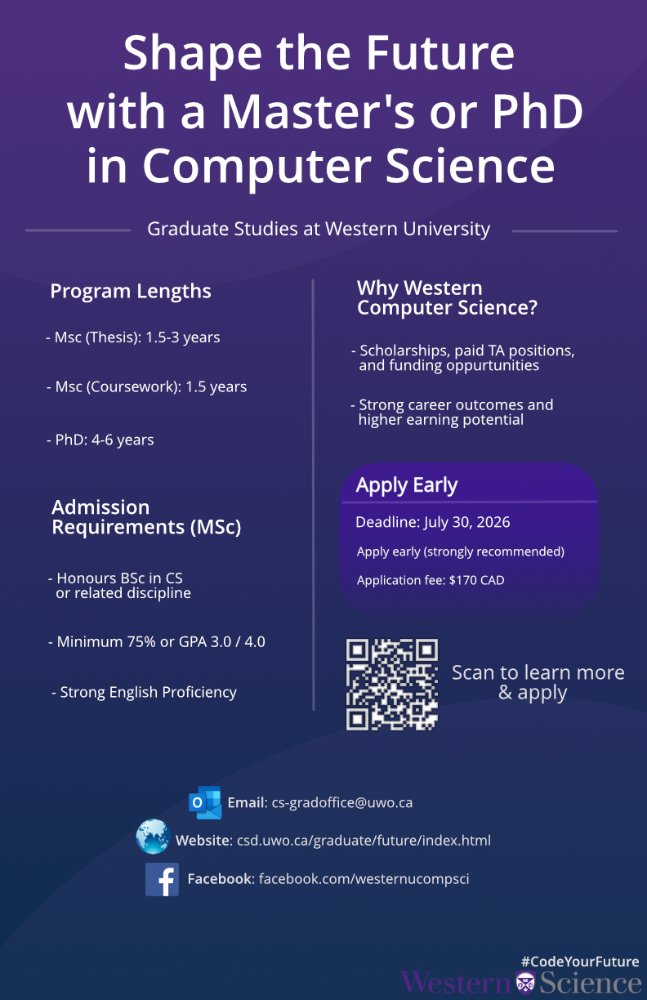 Shape the Future
with a Master's or PhD
in Computer Science
Graduate Studies at Western University
Program Lengths
- Msc (Thesis): 1.5-3 years
- Msc (Coursework): 1.5 years
- PhD: 4-6 years
Admission
Requirements (MSc)
- Honours BSc in CS
or related discipline
- Minimum 75% or GPA 3.0 / 4.0
- Strong English Proficiency
Why Western
Computer Science?
- Scholarships, paid TA positions,
and funding oppurtunities
- Strong career outcomes and
higher earning potential
Apply Early
Deadline: July 30, 2026
Apply early (strongly recommended)
Application fee: $170 CAD
Scan to learn more
& apply
Email: cs-gradoffice@uwo.ca
Website: csd.uwo.ca/graduate/future/index.html
Facebook: facebook.com/westernucompsci
#CodeYourFuture
Western Science